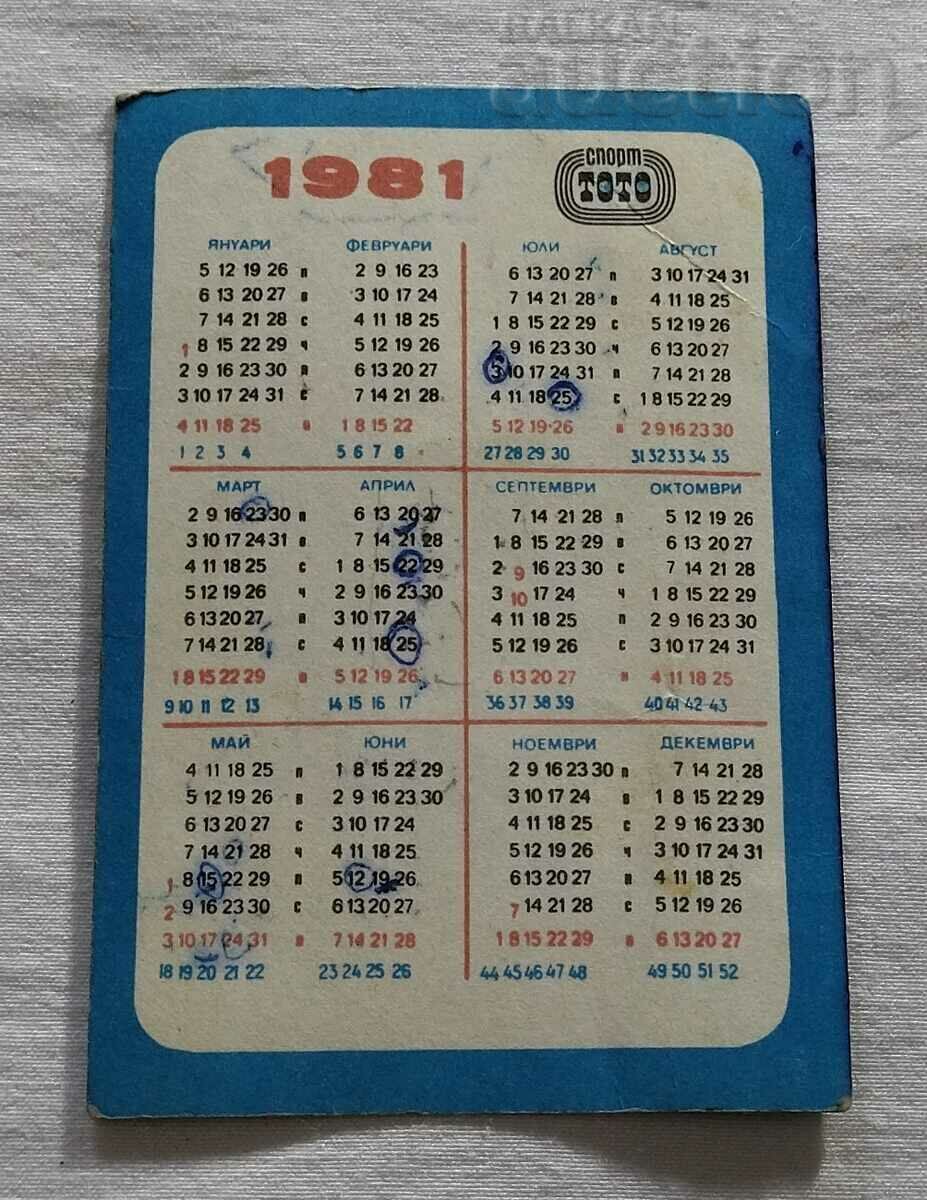 BALKAN
auction
1981
спорт
ТОТО
ЯНУАРИ ФЕВРУАРИ ЮЛИ АВГУСТ
5 12 19 26 п 2 9 16 23 6 13 20 27 п 3 10 17 24 31
6 13 20 27 в 3 10 17 24 7 14 21 28 в 4 11 18 25
7 14 21 28 с 4 11 18 25 1 8 15 22 29 с 5 12 19 26
1 8 15 22 29 ч 5 12 19 26 2 9 16 23 30 ч 6 13 20 27
2 9 16 23 30 п 6 13 20 27 3 10 17 24 31 п 7 14 21 28
3 10 17 24 31 с 7 14 21 28 4 11 18 25 с 1 8 15 22 29
4 11 18 25 н 1 8 15 22 5 12 19 26 н 2 9 16 23 30
1 2 3 4 5 6 7 8 27 28 29 30 31 32 33 34 35
МАРТ АПРИЛ СЕПТЕМВРИ ОКТОМВРИ
2 9 16 23 30 п 6 13 20 27 7 14 21 28 п 5 12 19 26
3 10 17 24 31 в 7 14 21 28 1 8 15 22 29 в 6 13 20 27
4 11 18 25 с 1 8 15 22 29 2 9 16 23 30 с 7 14 21 28
5 12 19 26 ч 2 9 16 23 30 3 10 17 24 ч 1 8 15 22 29
6 13 20 27 п 3 10 17 24 4 11 18 25 п 2 9 16 23 30
7 14 21 28 с 4 11 18 25 5 12 19 26 с 3 10 17 24 31
1 8 15 22 29 н 5 12 19 26 6 13 20 27 н 4 11 18 25
9 10 11 12 13 14 15 16 17 36 37 38 39 40 41 42 43
МАЙ ЮНИ НОЕМВРИ ДЕКЕМВРИ
4 11 18 25 п 1 8 15 22 29 2 9 16 23 30 п 7 14 21 28
5 12 19 26 в 2 9 16 23 30 3 10 17 24 в 1 8 15 22 29
6 13 20 27 с 3 10 17 24 4 11 18 25 с 2 9 16 23 30
7 14 21 28 ч 4 11 18 25 5 12 19 26 ч 3 10 17 24 31
1 8 15 22 29 п 5 12 19 26 6 13 20 27 п 4 11 18 25
2 9 16 23 30 с 6 13 20 27 7 14 21 28 с 5 12 19 26
3 10 17 24 31 н 7 14 21 28 1 8 15 22 29 н 6 13 20 27
18 19 20 21 22 23 24 25 26 44 45 46 47 48 49 50 51 52